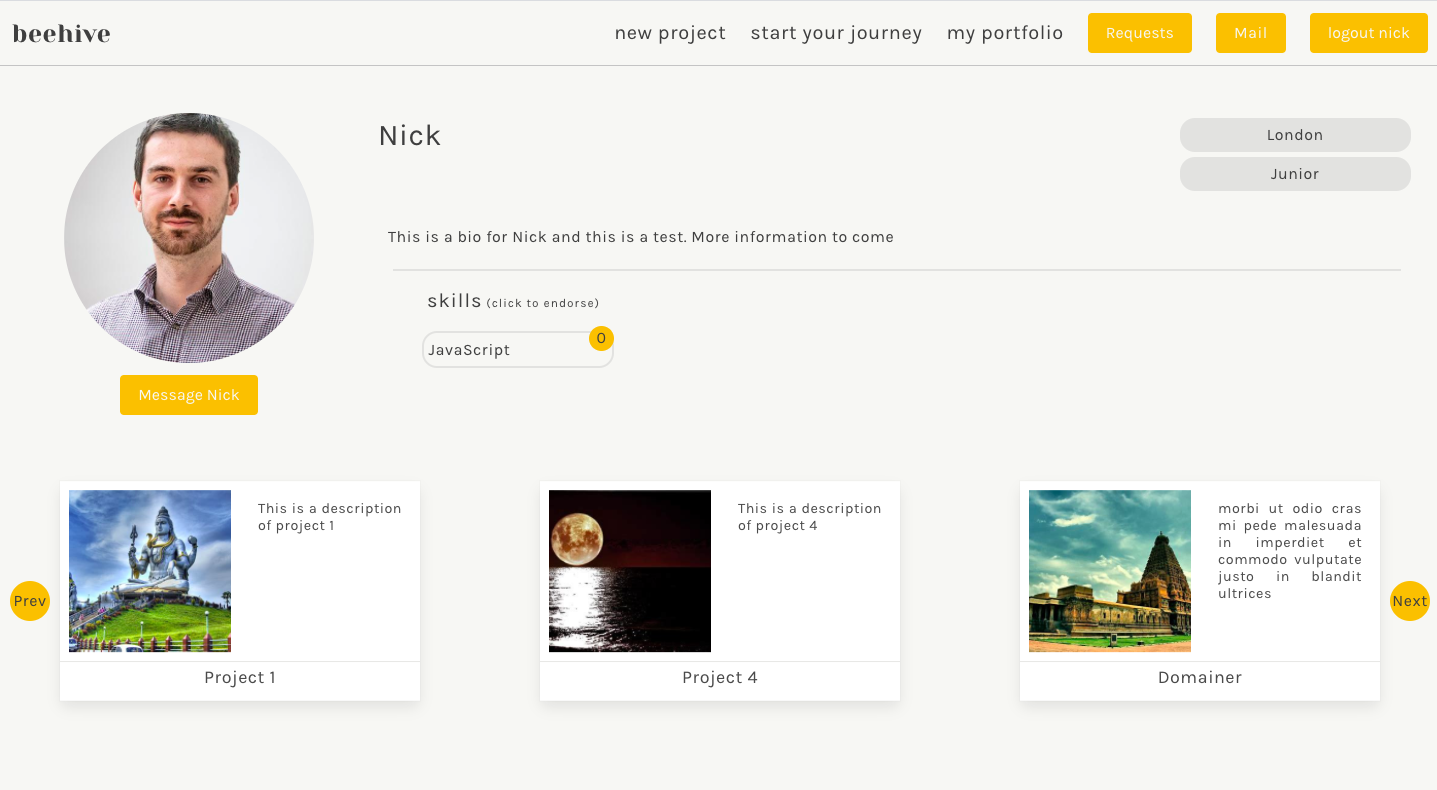 beehive
new project
start your journey
my portfolio
Requests
Mail
logout nick
Nick
London
Junior
This is a bio for Nick and this is a test. More information to come
skills (click to endorse)
JavaScript
0
Message Nick
Prev
This is a description
of project 1
Project 1
This is a description
of project 4
Project 4
morbi ut odio cras
mi pede malesuada
in imperdiet et
commodo vulputate
justo in blandit
ultrices
Domainer
Next